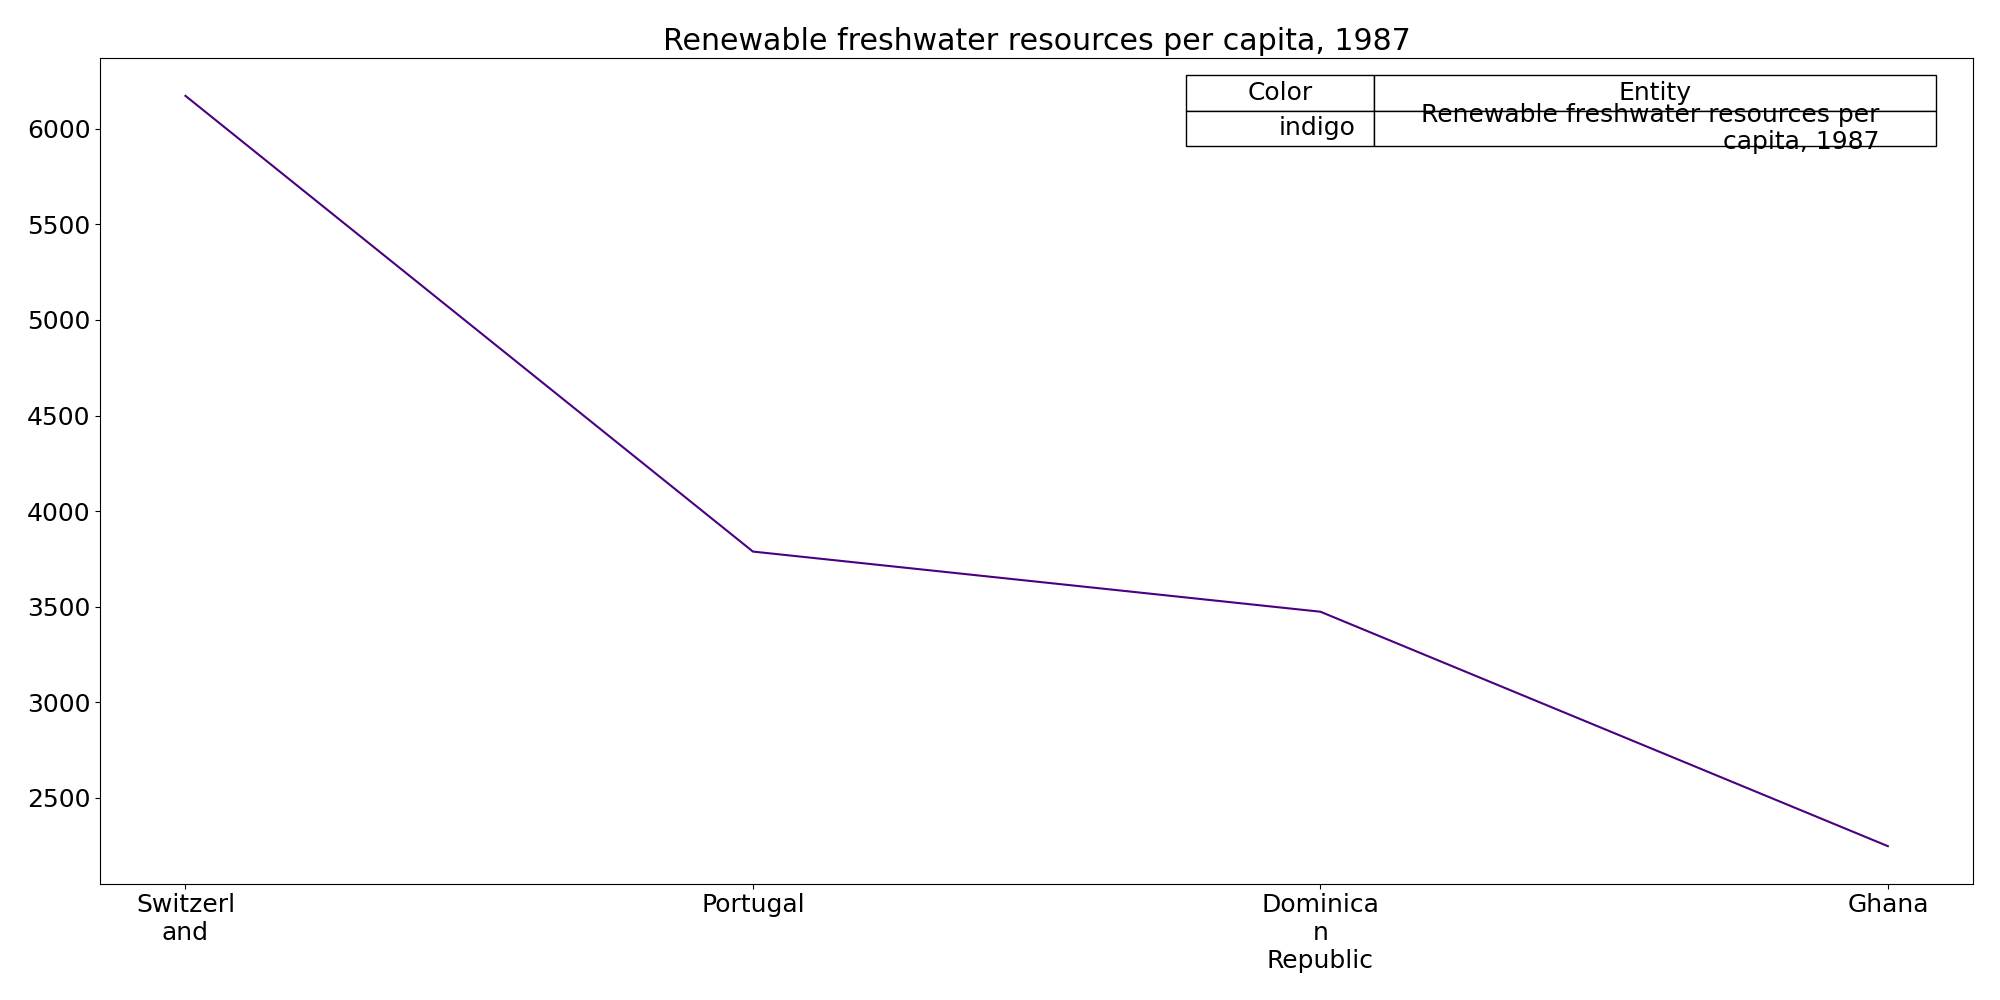 Renewable freshwater resources per capita, 1987
Color Entity
indigo Renewable freshwater resources per
capita, 1987
6000
5500
5000
4500
4000
3500
3000
2500
Switzerl
and
Portugal
Dominica
n
Republic
Ghana